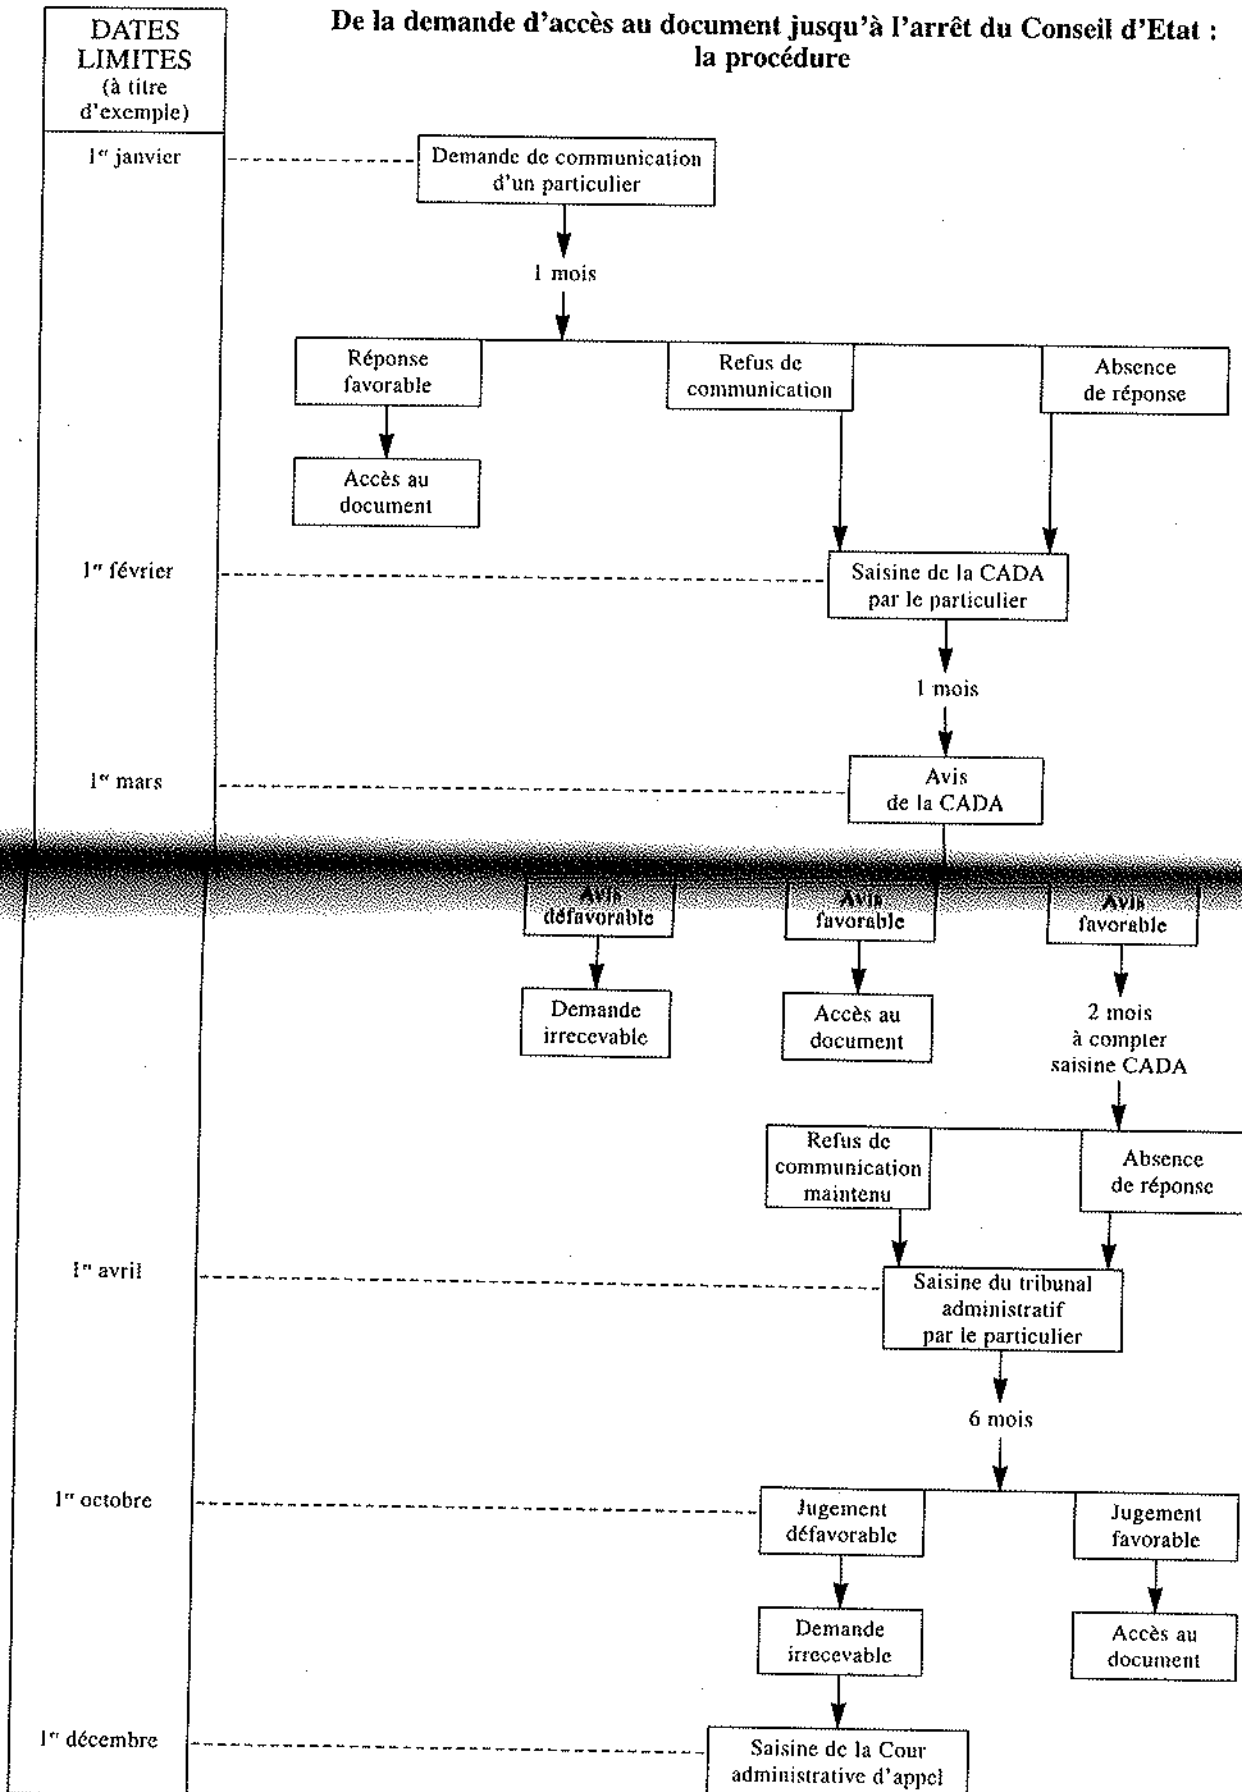 De la demande d'accès au document jusqu'à l'arrêt du Conseil d'Etat :
la procédure
DATES
LIMITES
(à titre
d'exemple)
1er janvier
Demande de communication
d'un particulier
1 mois
Réponse
favorable
Refus de
communication
Absence
de réponse
Accès au
document
1er février
Saisine de la CADA
par le particulier
1 mois
1er mars
Avis
de la CADA
Avis
défavorable
Avis
favorable
Avis
favorable
Demande
irrecevable
Accès au
document
2 mois
à compter
saisine CADA
Refus de
communication
maintenu
Absence
de réponse
1er avril
Saisine du tribunal
administratif
par le particulier
6 mois
1er octobre
Jugement
défavorable
Jugement
favorable
Demande
irrecevable
Accès au
document
1er décembre
Saisine de la Cour
administrative d'appel